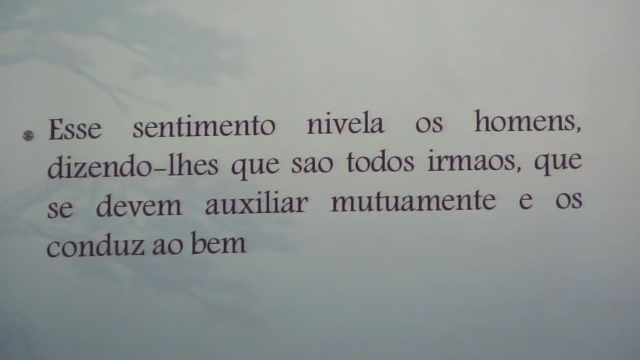 Esse sentimento nivela os homens,
dizendo-lhes que sao todos irmaos, que
se devem auxiliar mutuamente e os
conduz ao bem